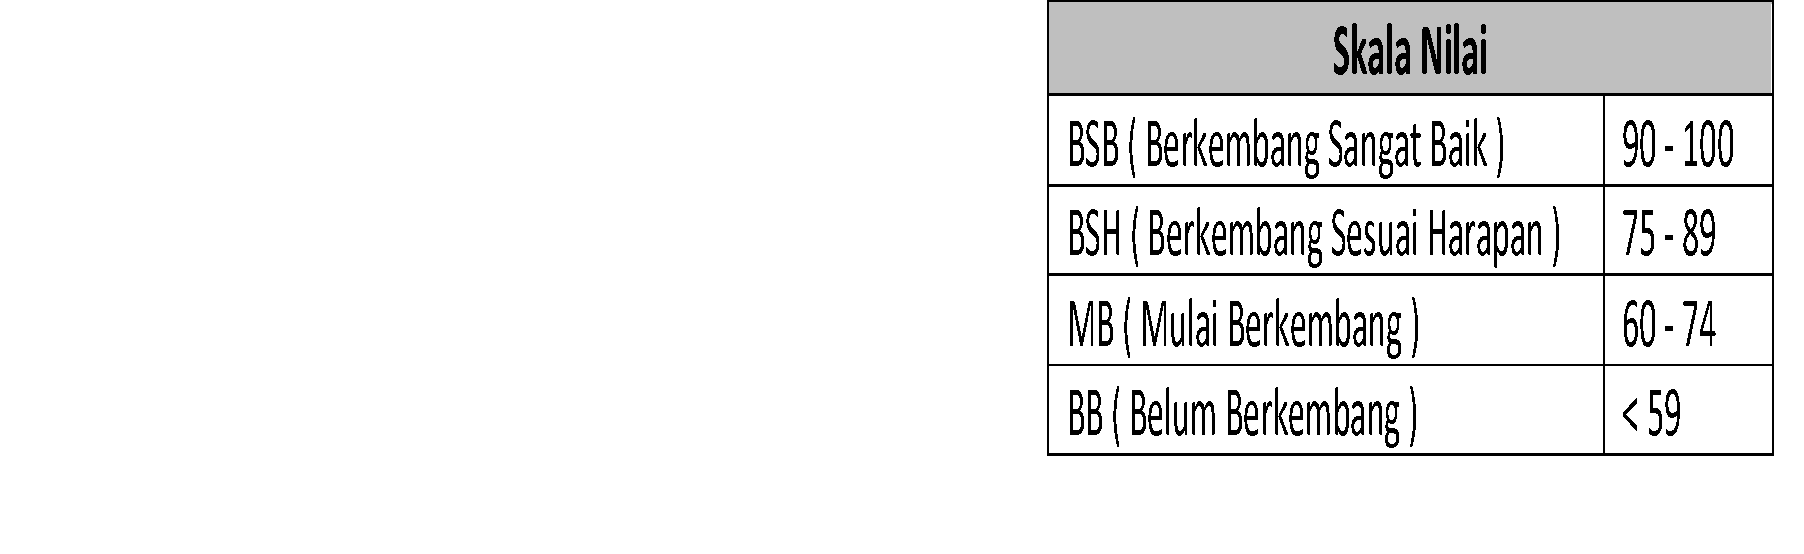 Skala Nilai
BSB ( Berkembang Sangat Baik ) 90 - 100
BSH ( Berkembang Sesuai Harapan ) 75 - 89
MB ( Mulai Berkembang ) 60 - 74
BB ( Belum Berkembang ) < 59